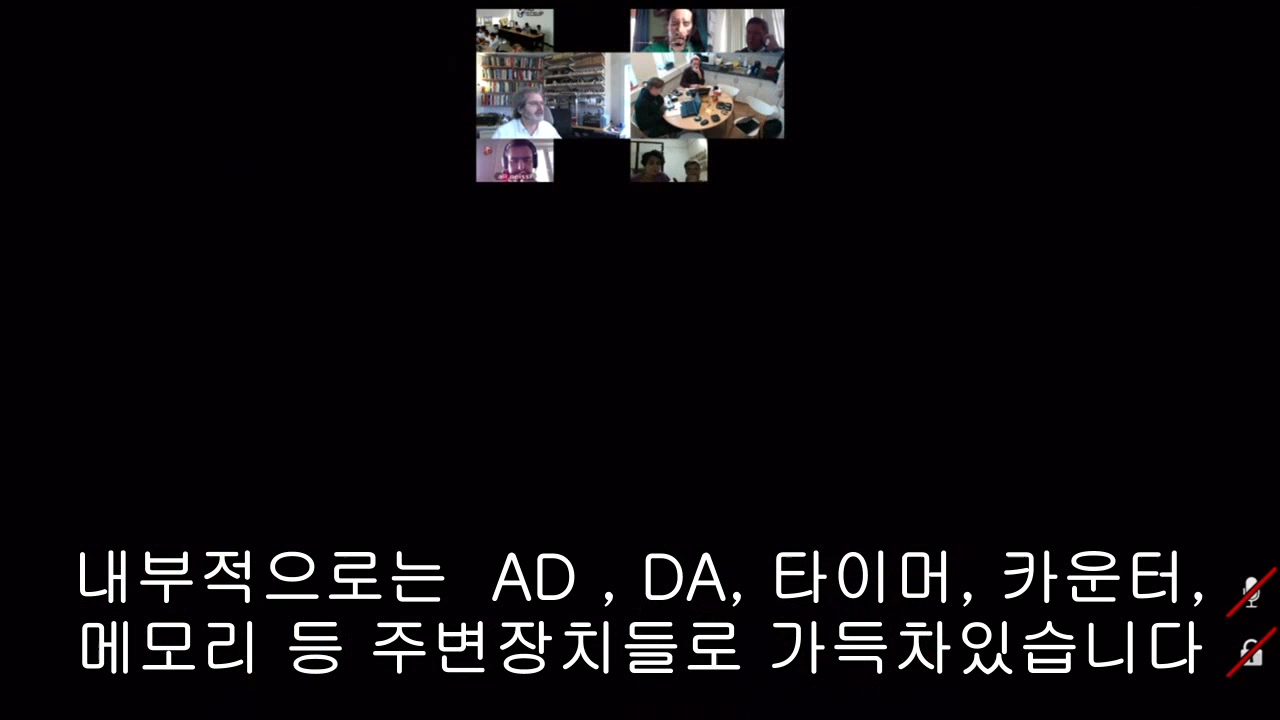 내부적으로는 AD , DA, 타이머, 카운터,
메모리 등 주변장치들로 가득차있습니다